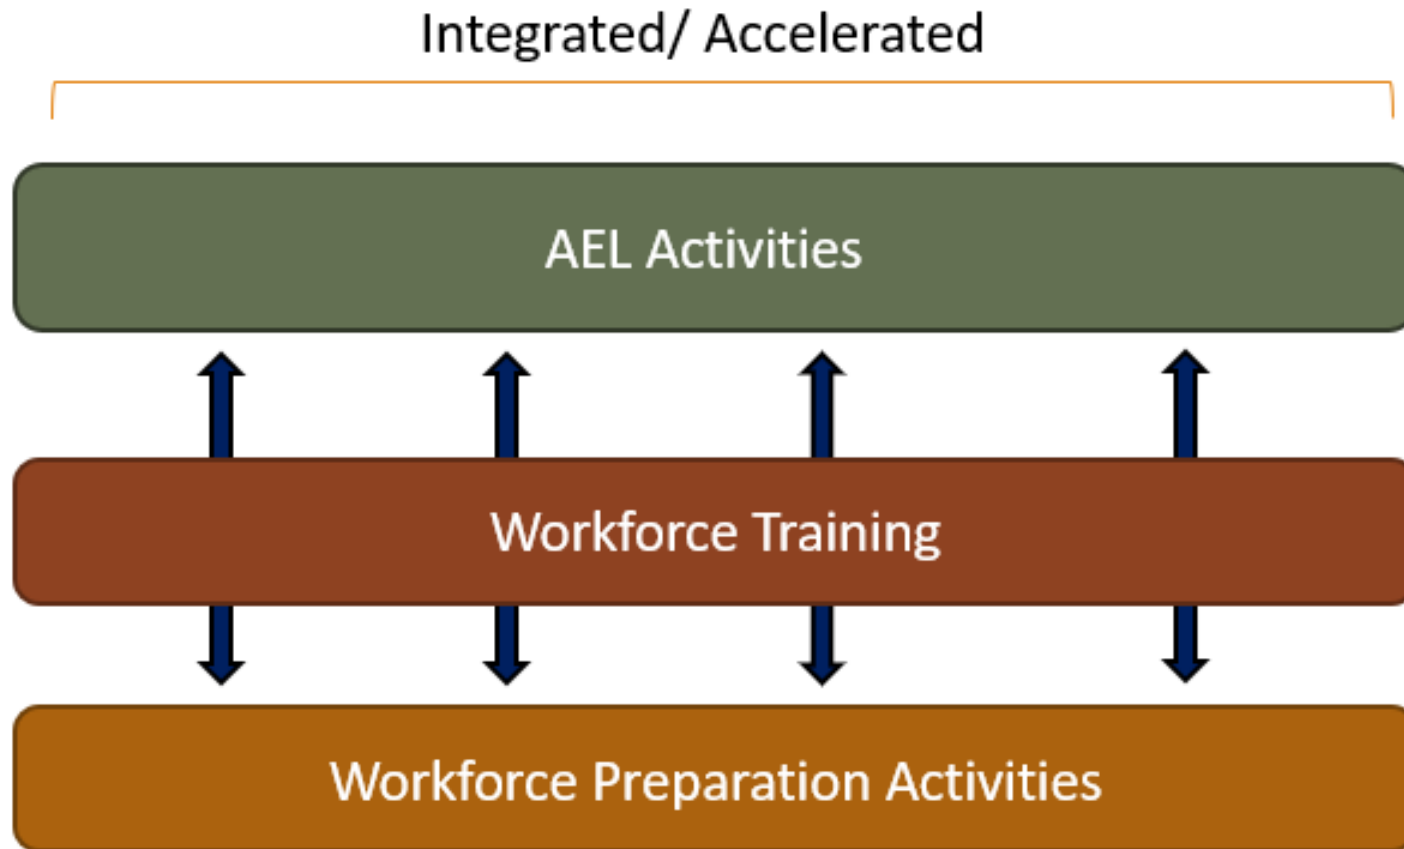 Integrated/ Accelerated
AEL Activities
Workforce Training
Workforce Preparation Activities